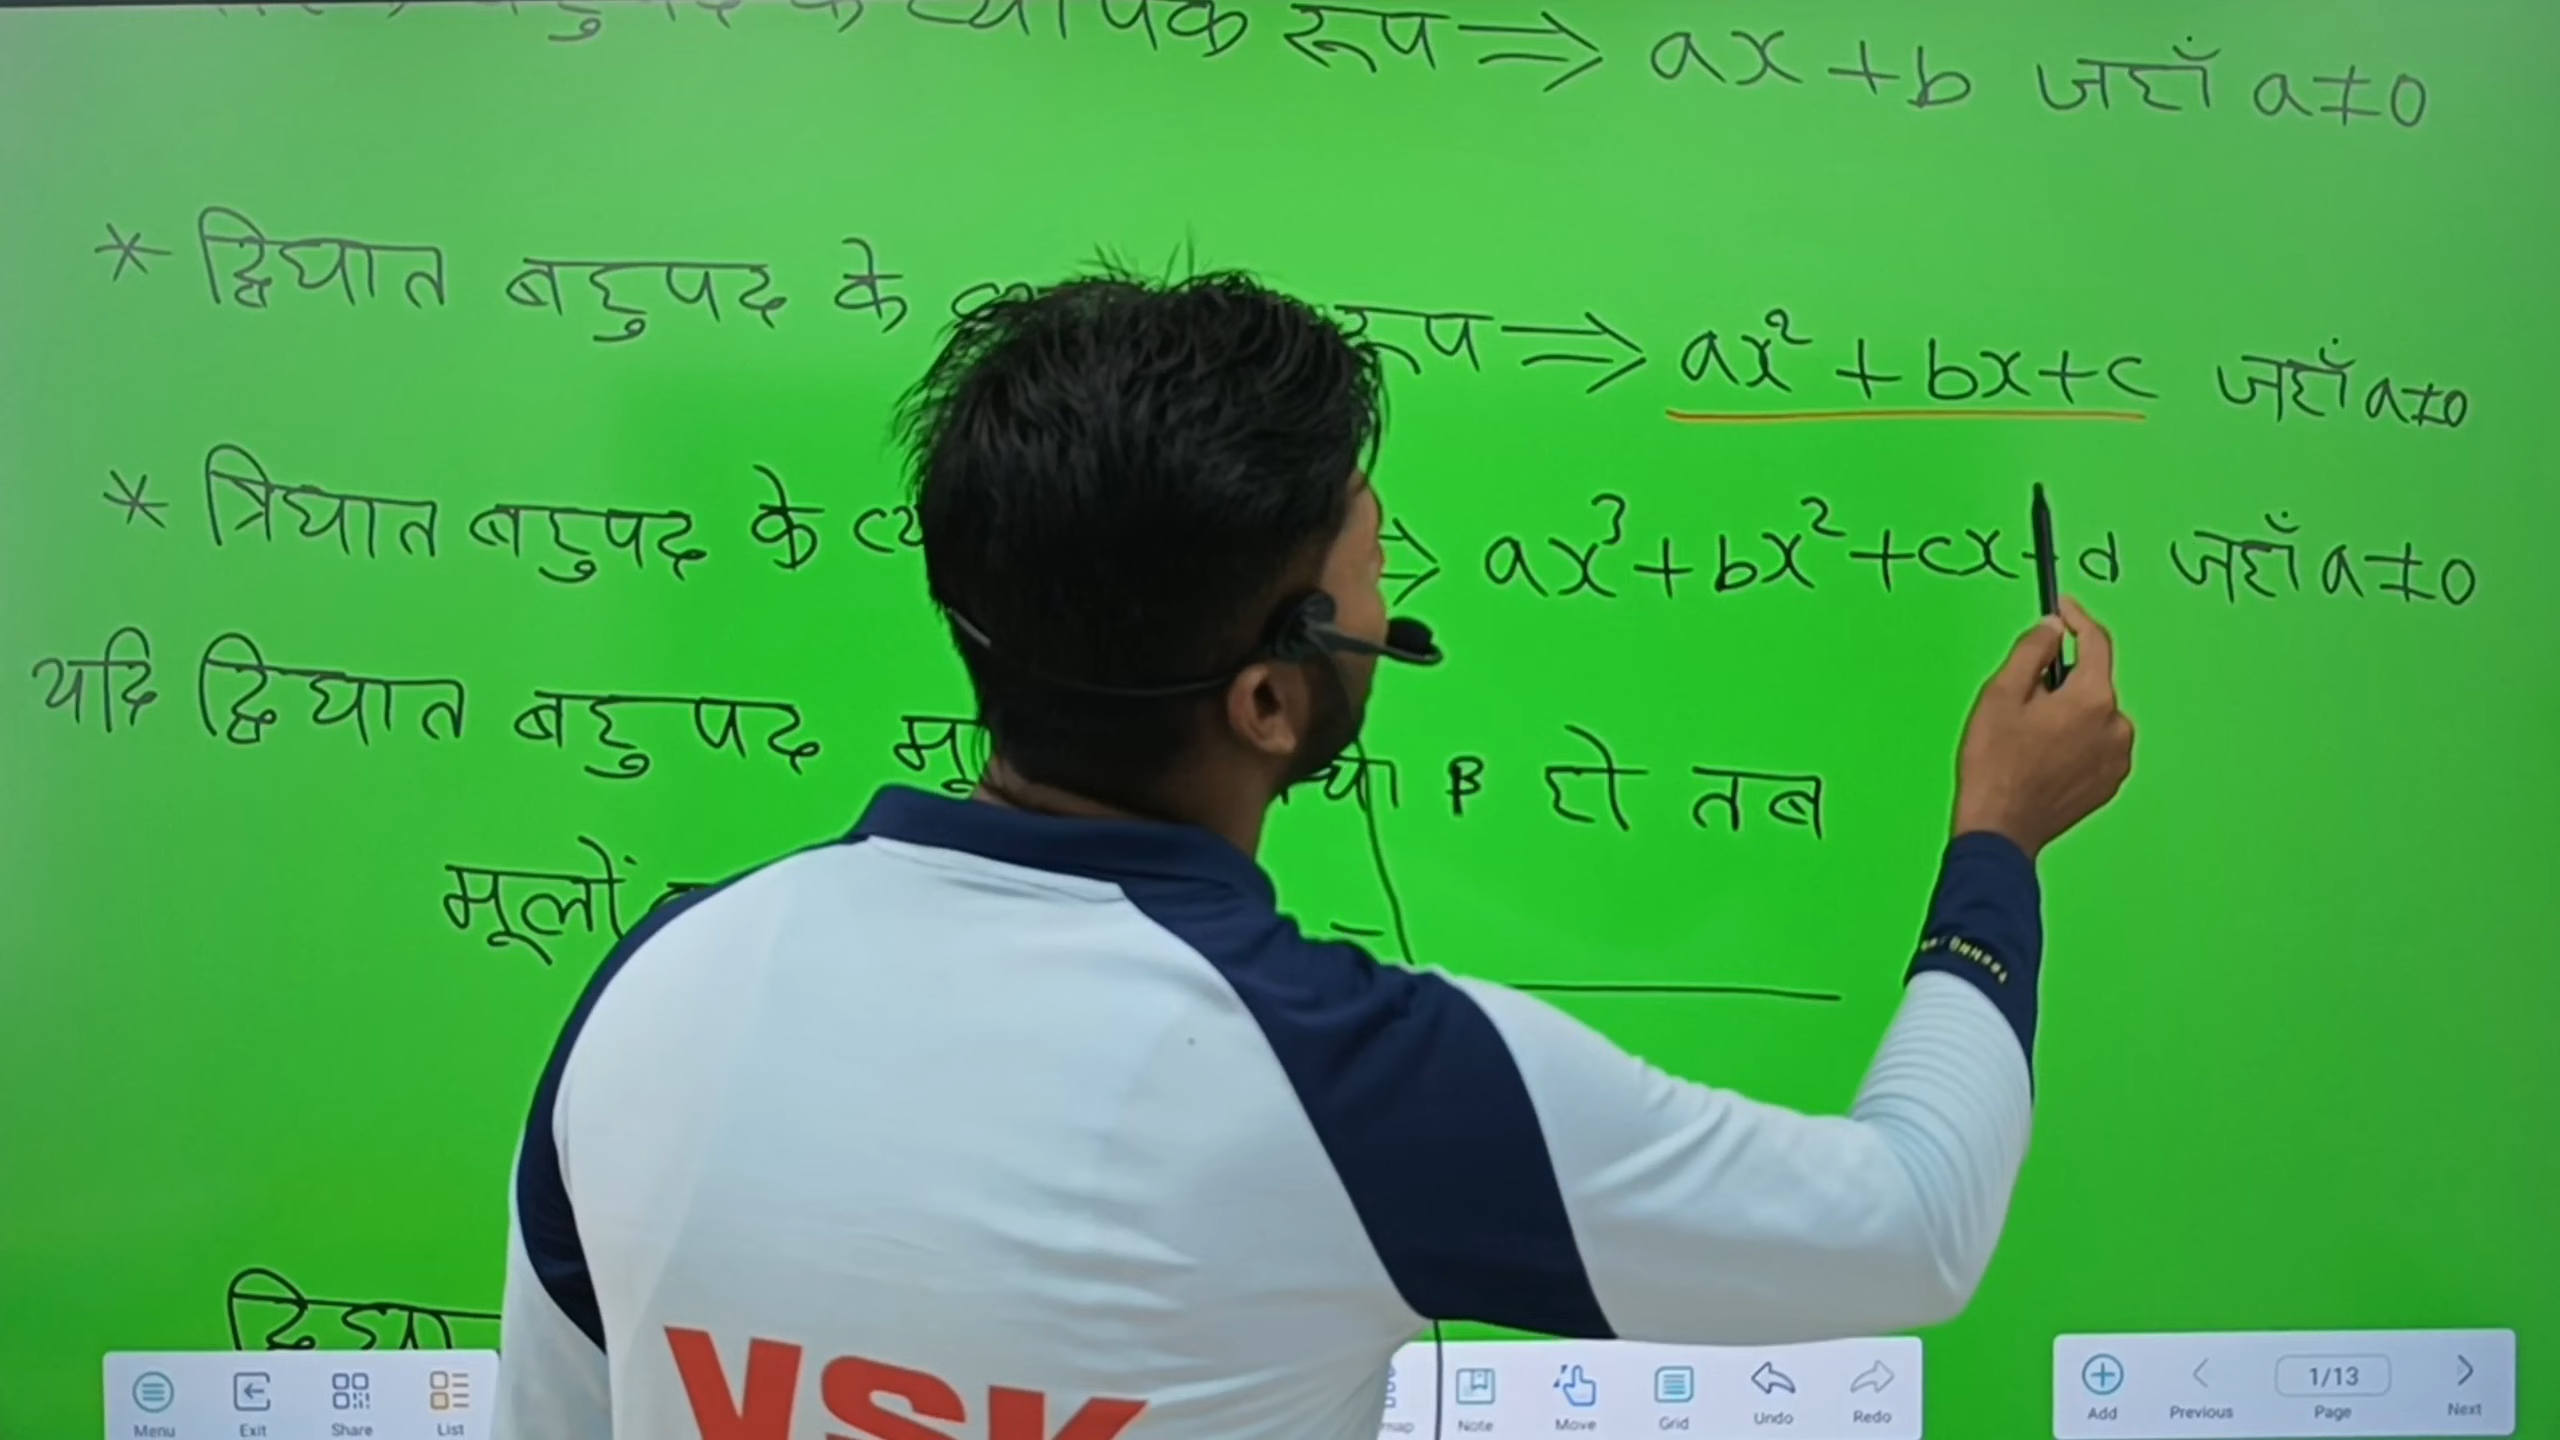 के व्यापक रूप ⇒ ax + b जहाँ a≠0
* द्विघात बहुपद के रूप ⇒ ax² + bx + c जहाँ a≠0
* त्रिघात बहुपद के ⇒ ax³ + bx² + cx + d जहाँ a≠0
यदि द्विघात बहुपद β हो तब
मूलों
VSK
Menu Exit Share List Note Move Grid Undo Redo Add Previous 1/13 Page Next